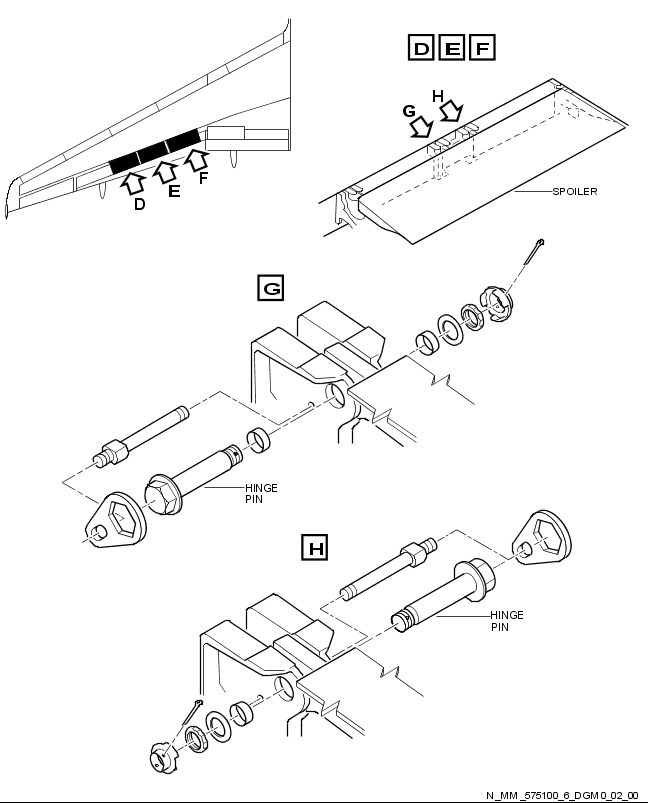 D E F
G
H
D
E
F
SPOILER
G
HINGE
PIN
H
HINGE
PIN
N_MM_575100_6_DGM0_02_00